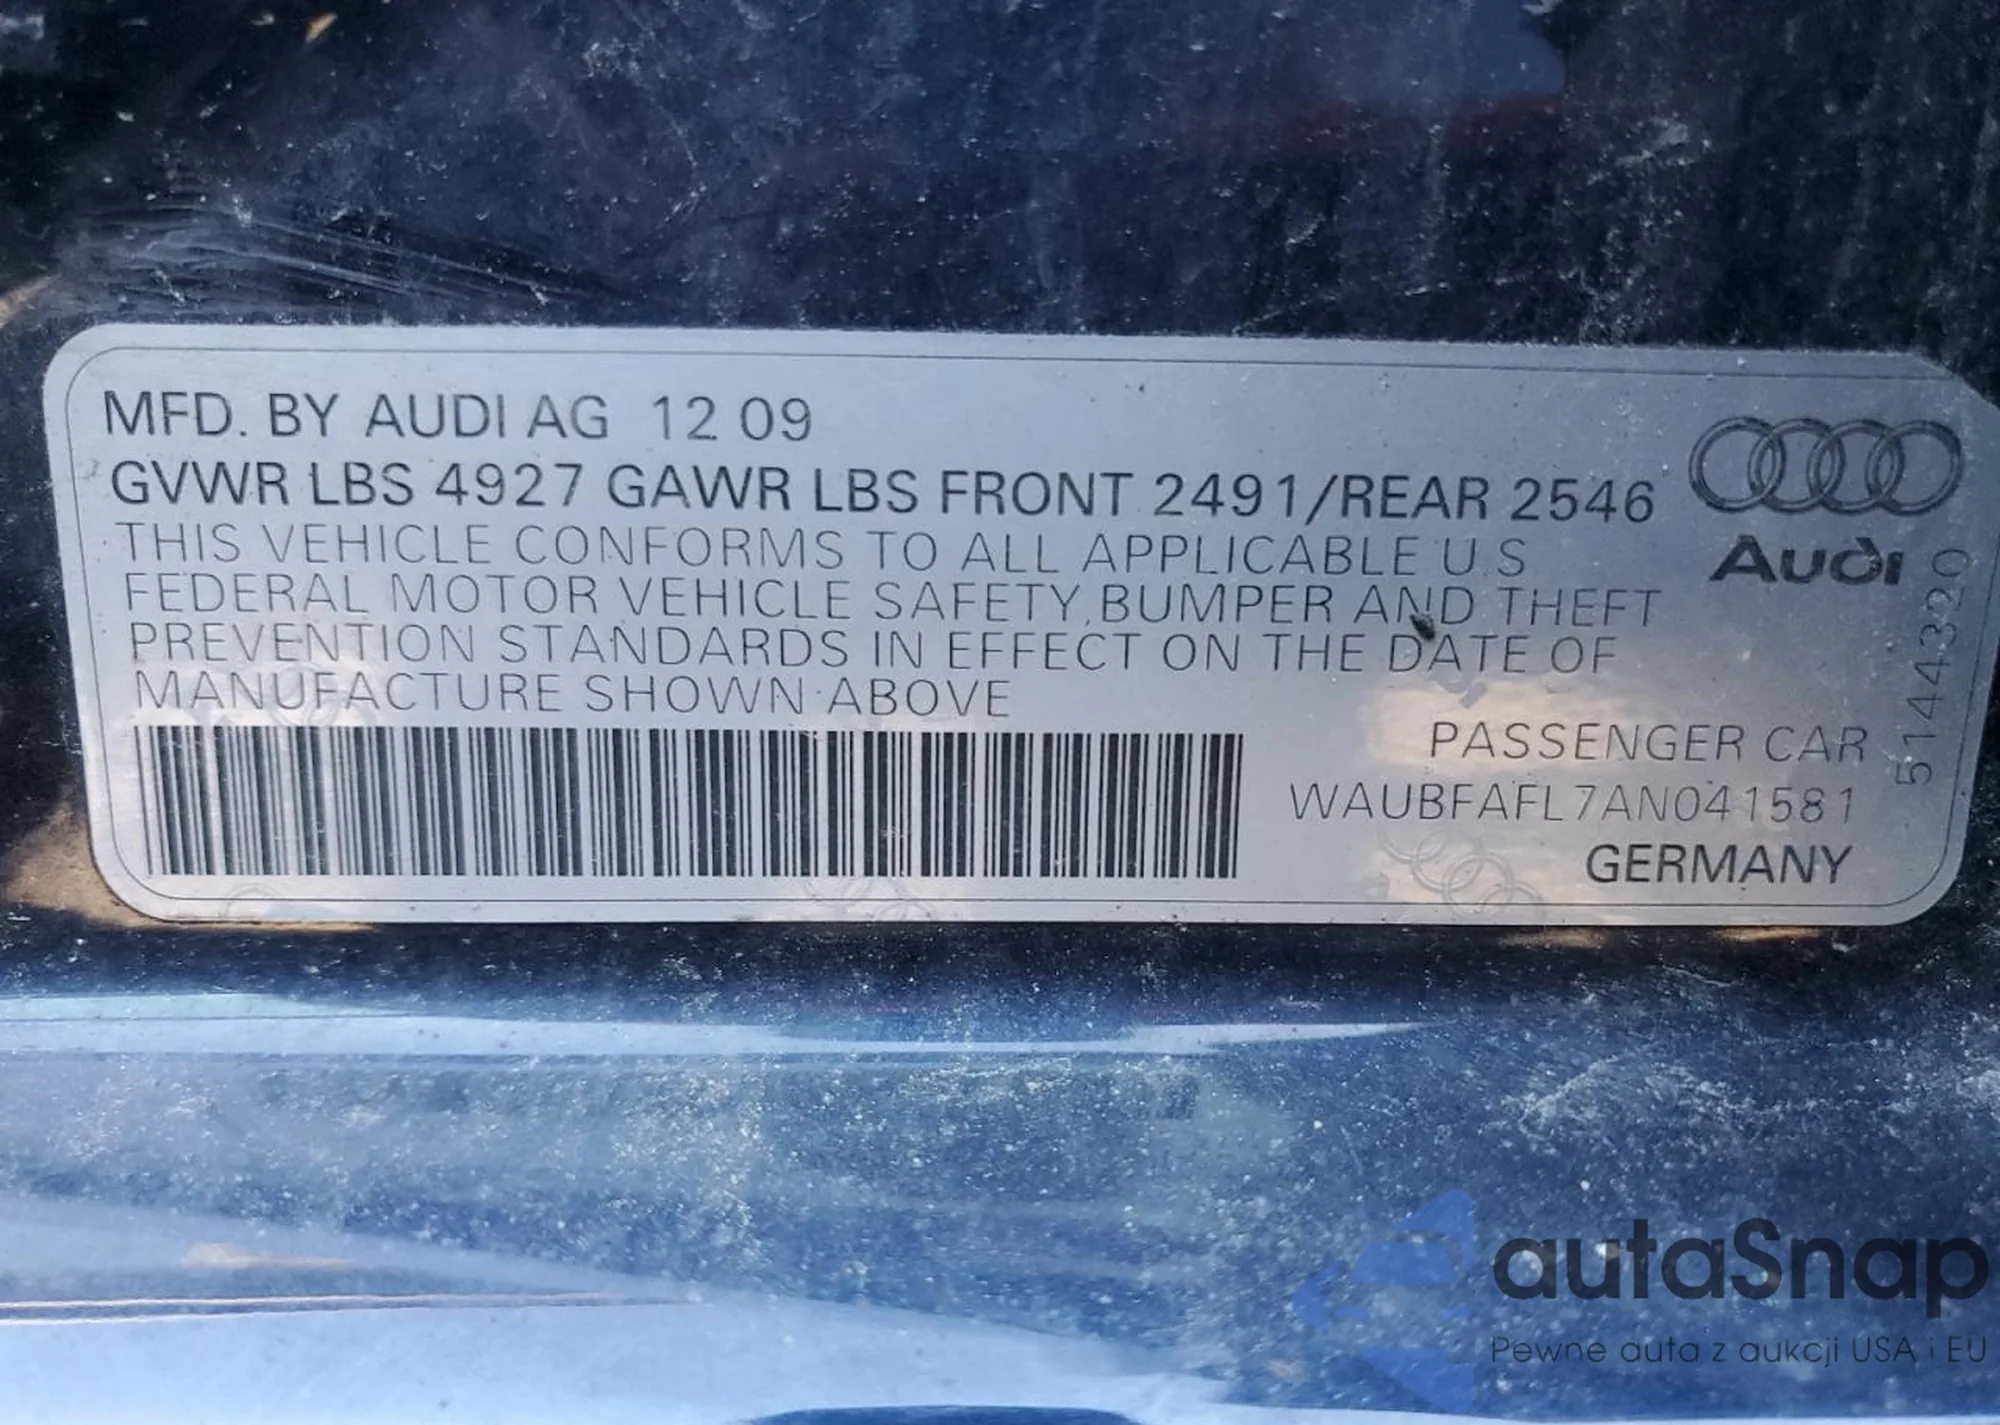 MFD. BY AUDI AG 12 09
GVWR LBS 4927 GAWR LBS FRONT 2491/REAR 2546
THIS VEHICLE CONFORMS TO ALL APPLICABLE U.S
FEDERAL MOTOR VEHICLE SAFETY,BUMPER AND THEFT
PREVENTION STANDARDS IN EFFECT ON THE DATE OF
MANUFACTURE SHOWN ABOVE
Audi
5144320
PASSENGER CAR
WAUBFAFL7AN041581
GERMANY
autaSnap
Pewne auta z aukcji USA i EU